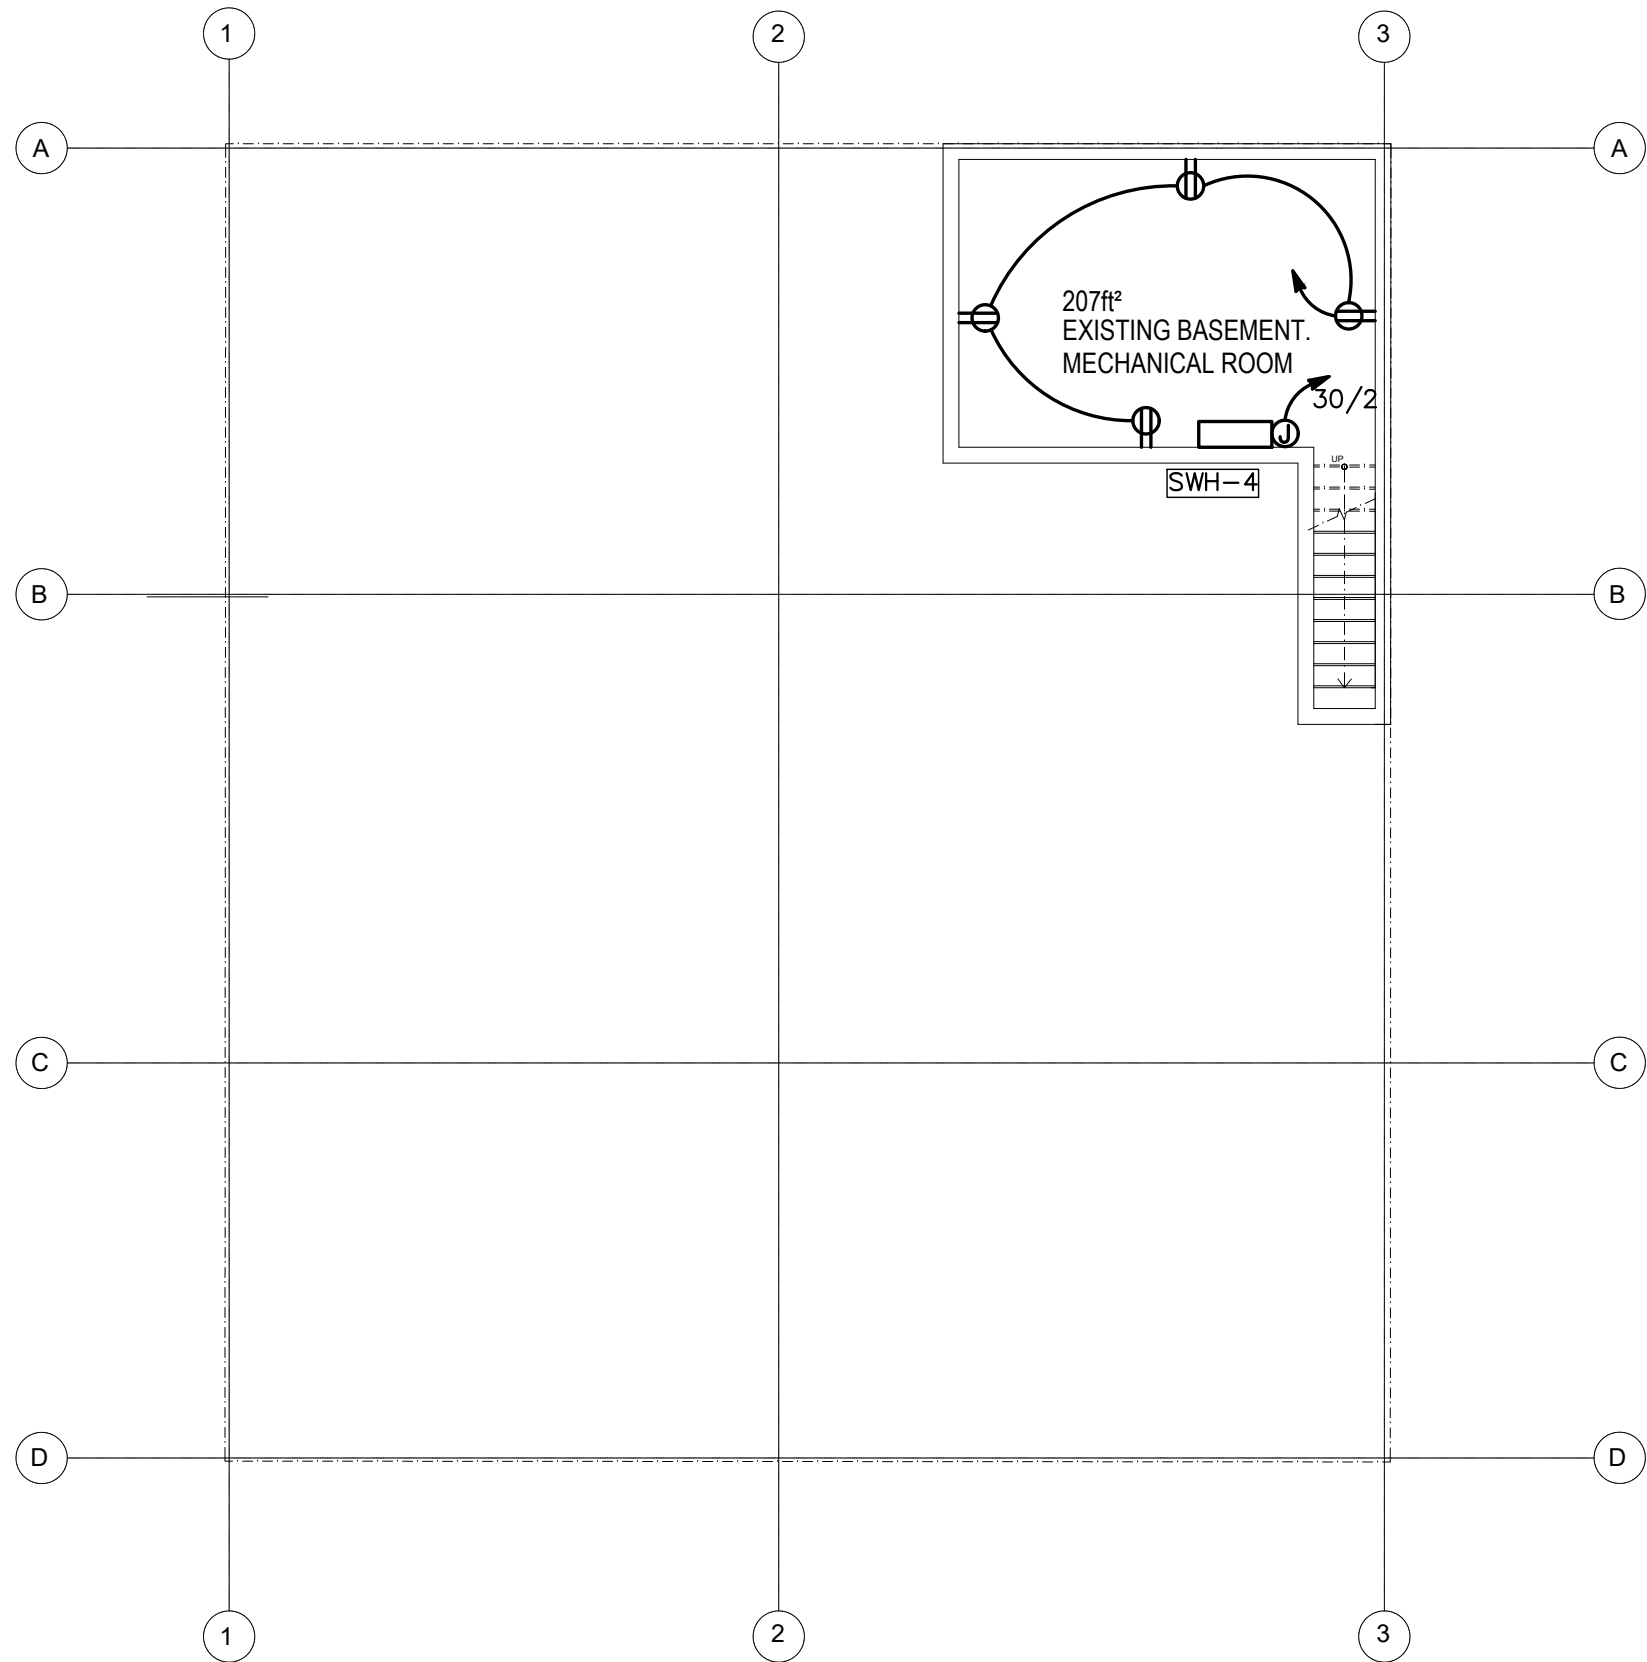 1
2
3
A
A
207ft²
EXISTING BASEMENT.
MECHANICAL ROOM
30/2
J
UP
SWH-4
B
B
C
C
D
D
1
2
3